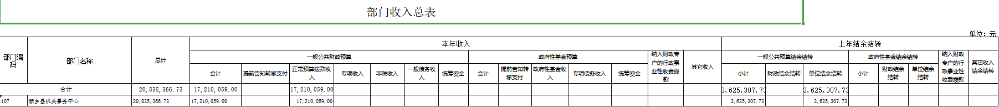 部门收入总表
单位：元
部门编码 部门名称 总计 本年收入 上年结余结转
一般公共财政预算 政府性基金预算 纳入财政专户的行政事业性收费拨款 其它收入 一般公共预算结余结转 政府性基金结余结转 纳入财政专户的行政事业性收费拨款 其它收入结余结转
合计 提前告知转移支付 正常预算拨款收入 专项收入 非税收入 一般债务收入 统筹资金 合计 提前告知转移支付 政府性基金收入 专项债务收入 统筹资金 小计 财政结余结转 单位结余结转 小计 财政结余结转 单位结余结转
合计 20,835,366.73 17,210,059.00 17,210,059.00 3,625,307.73 3,625,307.73
107 新乡县机关事务中心 20,835,366.73 17,210,059.00 17,210,059.00 3,625,307.73 3,625,307.73